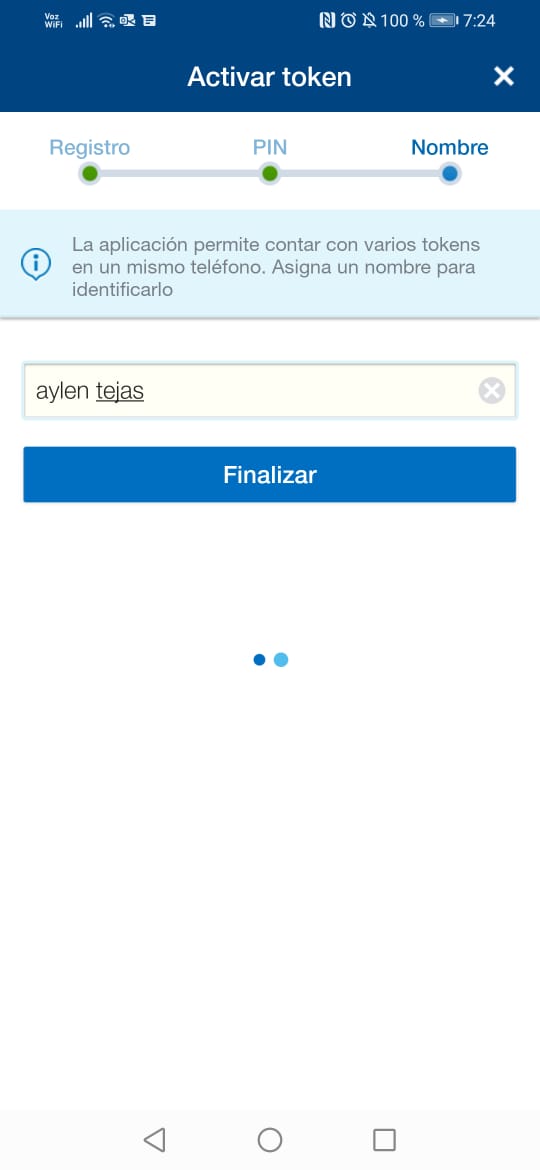 Voz WiFi 100 % 7:24
Activar token
Registro PIN Nombre
La aplicación permite contar con varios tokens
en un mismo teléfono. Asigna un nombre para
identificarlo
aylen tejas
Finalizar